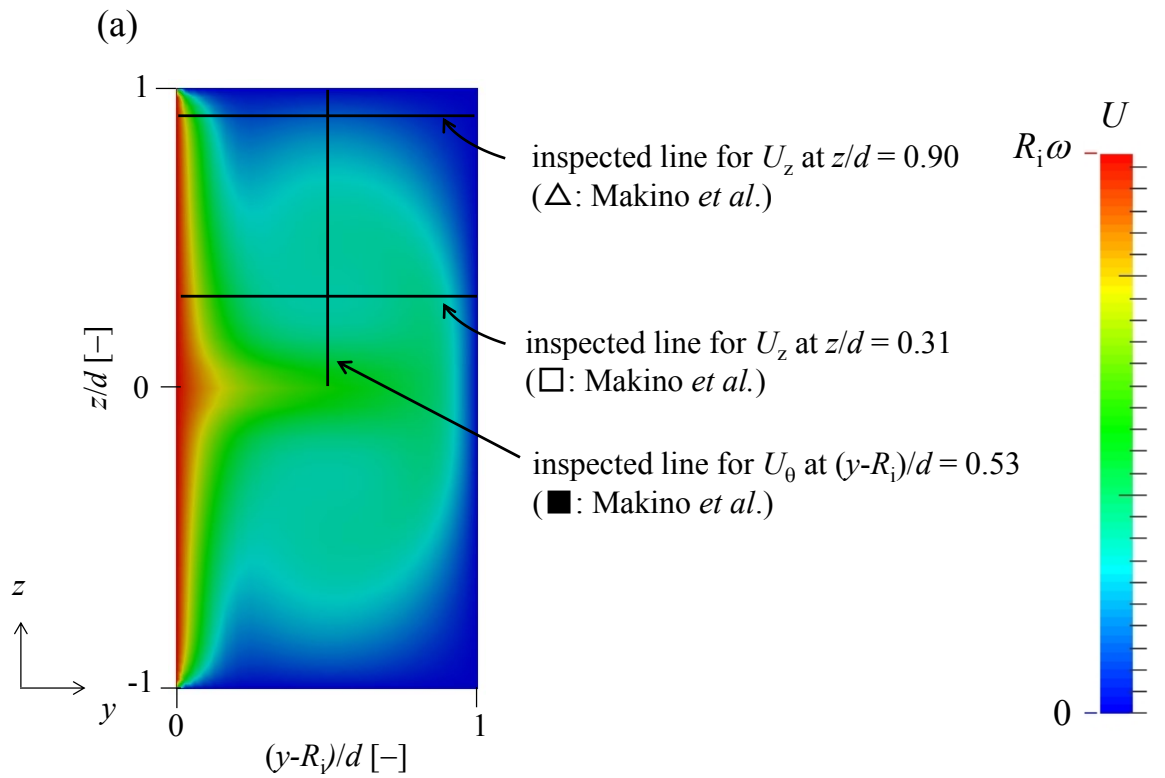 (a)
1
inspected line for Uz at z/d = 0.90
(△: Makino et al.)
U
Riω
z/d [−]
inspected line for Uz at z/d = 0.31
(□: Makino et al.)
0
inspected line for Uθ at (y-Ri)/d = 0.53
(■: Makino et al.)
z
-1
y
0
1
0
(y-Ri)/d [−]